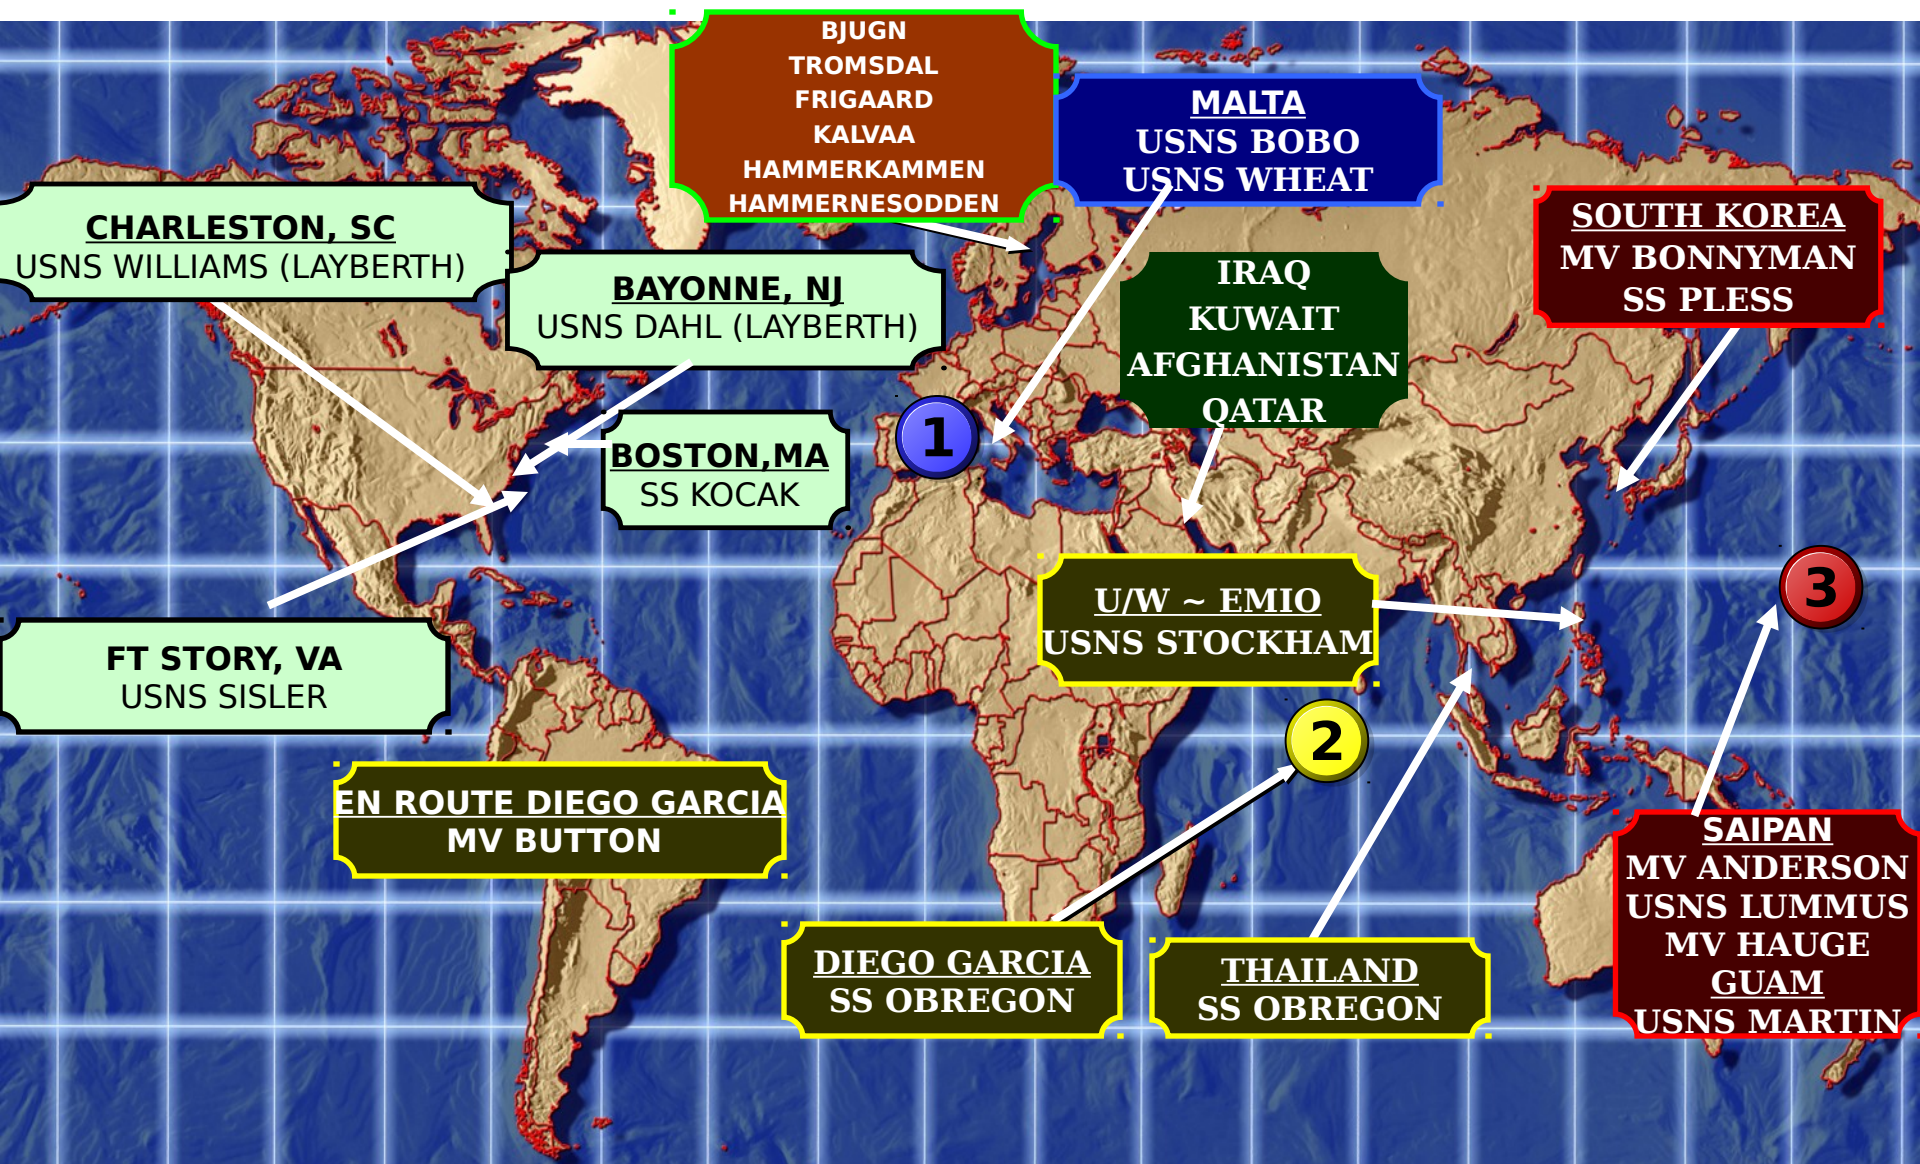 BJUGN
TROMSDAL
FRIGAARD
KALVAA
HAMMERKAMMEN
HAMMERNESODDEN
MALTA
USNS BOBO
USNS WHEAT
CHARLESTON, SC
USNS WILLIAMS (LAYBERTH)
BAYONNE, NJ
USNS DAHL (LAYBERTH)
SOUTH KOREA
MV BONNYMAN
SS PLESS
IRAQ
KUWAIT
AFGHANISTAN
QATAR
1
BOSTON,MA
SS KOCAK
3
U/W ~ EMIO
USNS STOCKHAM
FT STORY, VA
USNS SISLER
2
EN ROUTE DIEGO GARCIA
MV BUTTON
SAIPAN
MV ANDERSON
USNS LUMMUS
MV HAUGE
GUAM
USNS MARTIN
DIEGO GARCIA
SS OBREGON
THAILAND
SS OBREGON